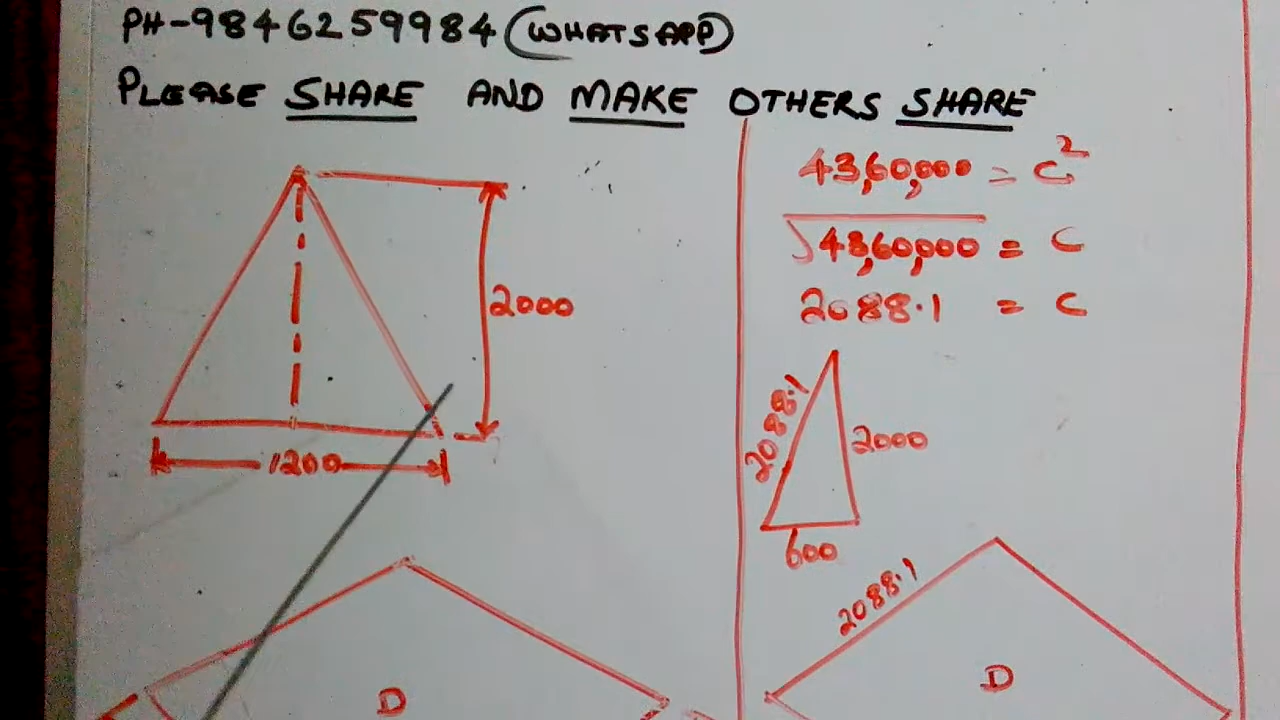 PH-9846259984 (WHATSAPP)
PLEASE SHARE AND MAKE OTHERS SHARE
2000
1200
D
43,60,000 = C²
√43,60,000 = C
2088.1 = C
2088.1
2000
600
2088.1
D